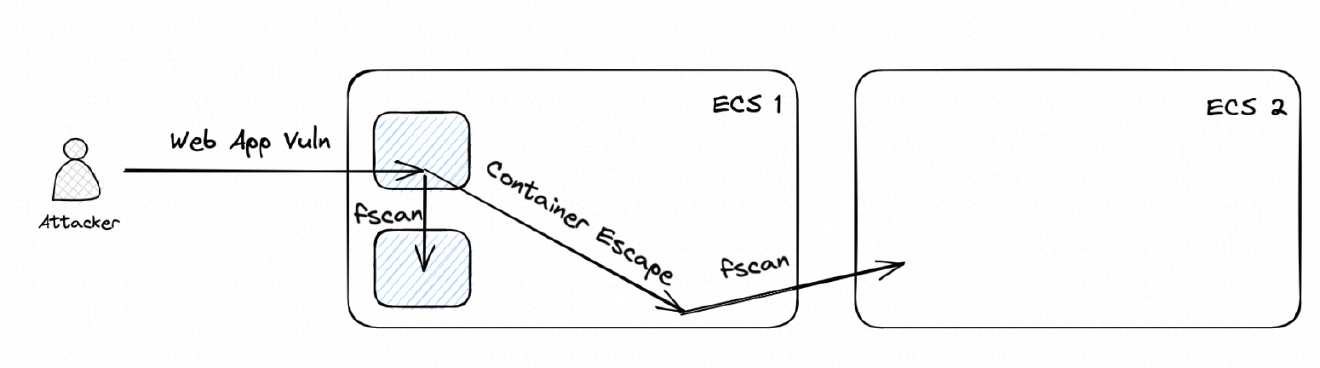 ECS 1
ECS 2
Web App Vuln
Attacker
fscan
Container Escape
fscan